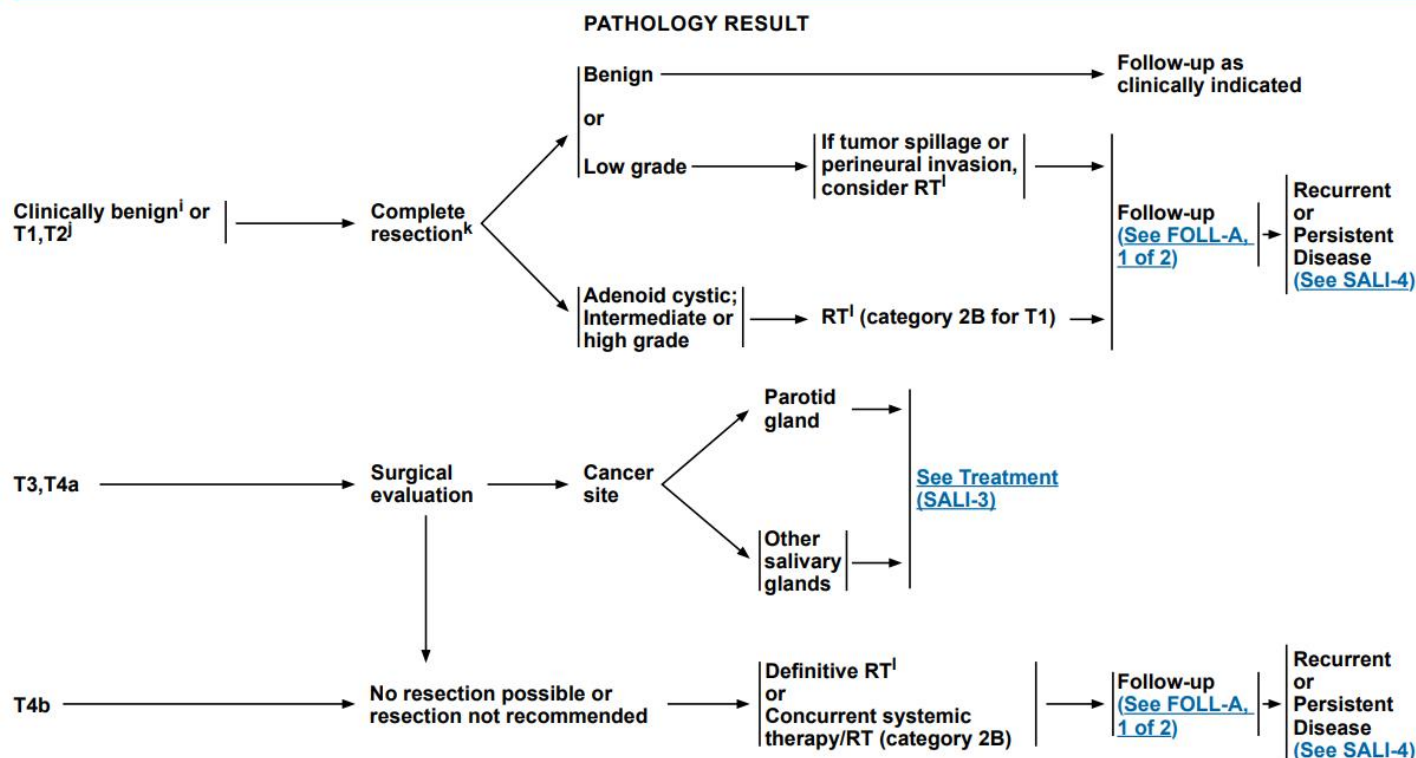 PATHOLOGY RESULT
Benign
Follow-up as
clinically indicated
or
Low grade
If tumor spillage or
perineural invasion,
consider RTl
Clinically benigni or
T1,T2j
Complete
resectionk
Adenoid cystic;
Intermediate or
high grade
RTl (category 2B for T1)
Follow-up
(See FOLL-A,
1 of 2)
Recurrent
or
Persistent
Disease
(See SALI-4)
T3,T4a
Surgical
evaluation
Cancer
site
Parotid
gland
Other
salivary
glands
See Treatment
(SALI-3)
T4b
No resection possible or
resection not recommended
Definitive RTl
or
Concurrent systemic
therapy/RT (category 2B)
Follow-up
(See FOLL-A,
1 of 2)
Recurrent
or
Persistent
Disease
(See SALI-4)